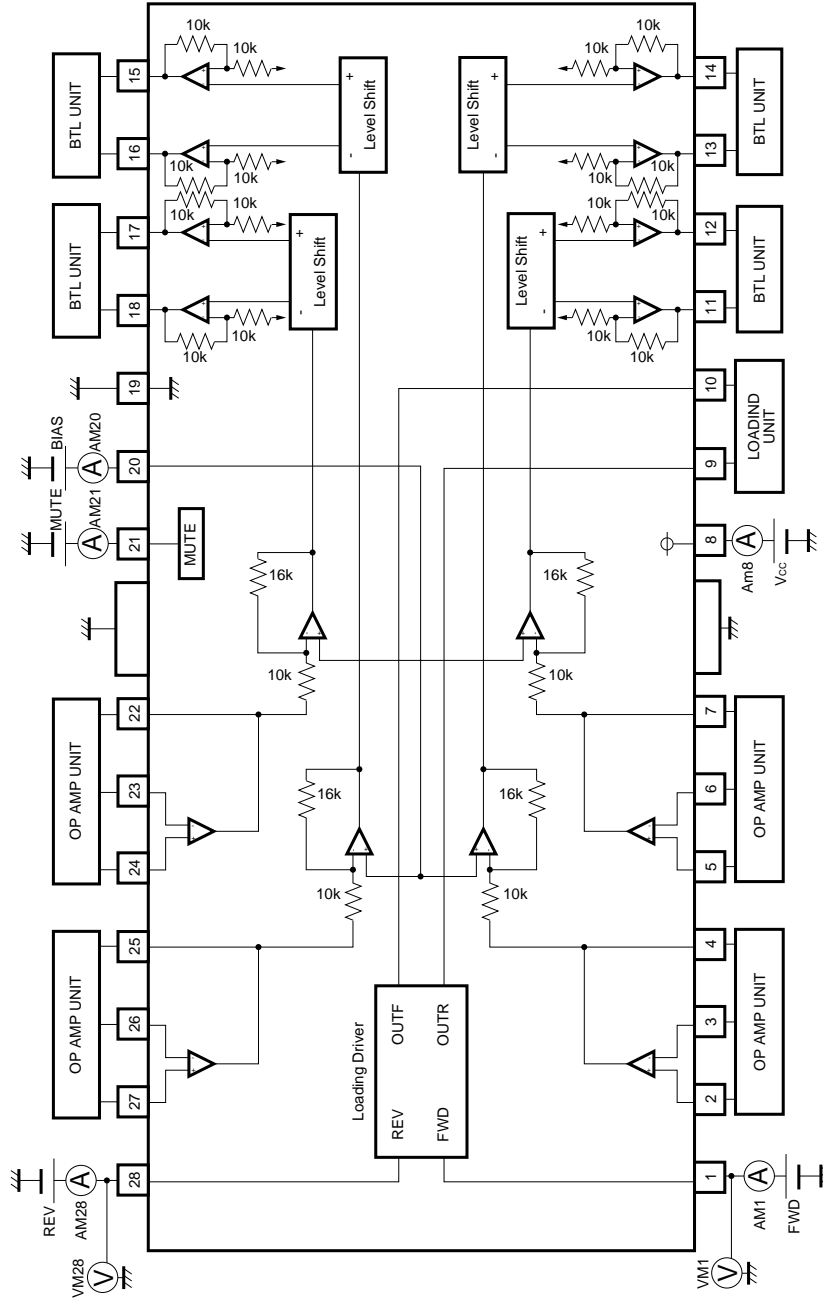 BTL UNIT
BTL UNIT
BIAS
MUTE
OP AMP UNIT
OP AMP UNIT
REV
15
16
17
18
19
20
AM20
21
AM21
22
23
24
25
26
27
28
AM28
VM28
V
A
A
A
10k
10k
10k
10k
10k
10k
10k
10k
+
-
Level Shift
+
-
Level Shift
MUTE
16k
10k
16k
10k
Loading Driver
OUTF
OUTR
REV
FWD
16k
10k
16k
10k
+
-
Level Shift
+
-
Level Shift
10k
10k
10k
10k
10k
10k
10k
10k
14
13
12
11
10
9
8
7
6
5
4
3
2
1
BTL UNIT
BTL UNIT
LOADIND
UNIT
A
Am8
Vcc
OP AMP UNIT
OP AMP UNIT
A
AM1
FWD
V
VM1